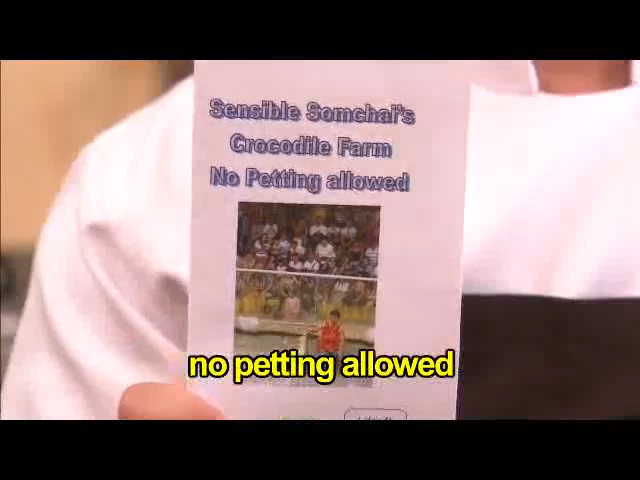 Sensible Somchai's
Crocodile Farm
No Petting allowed
no petting allowed